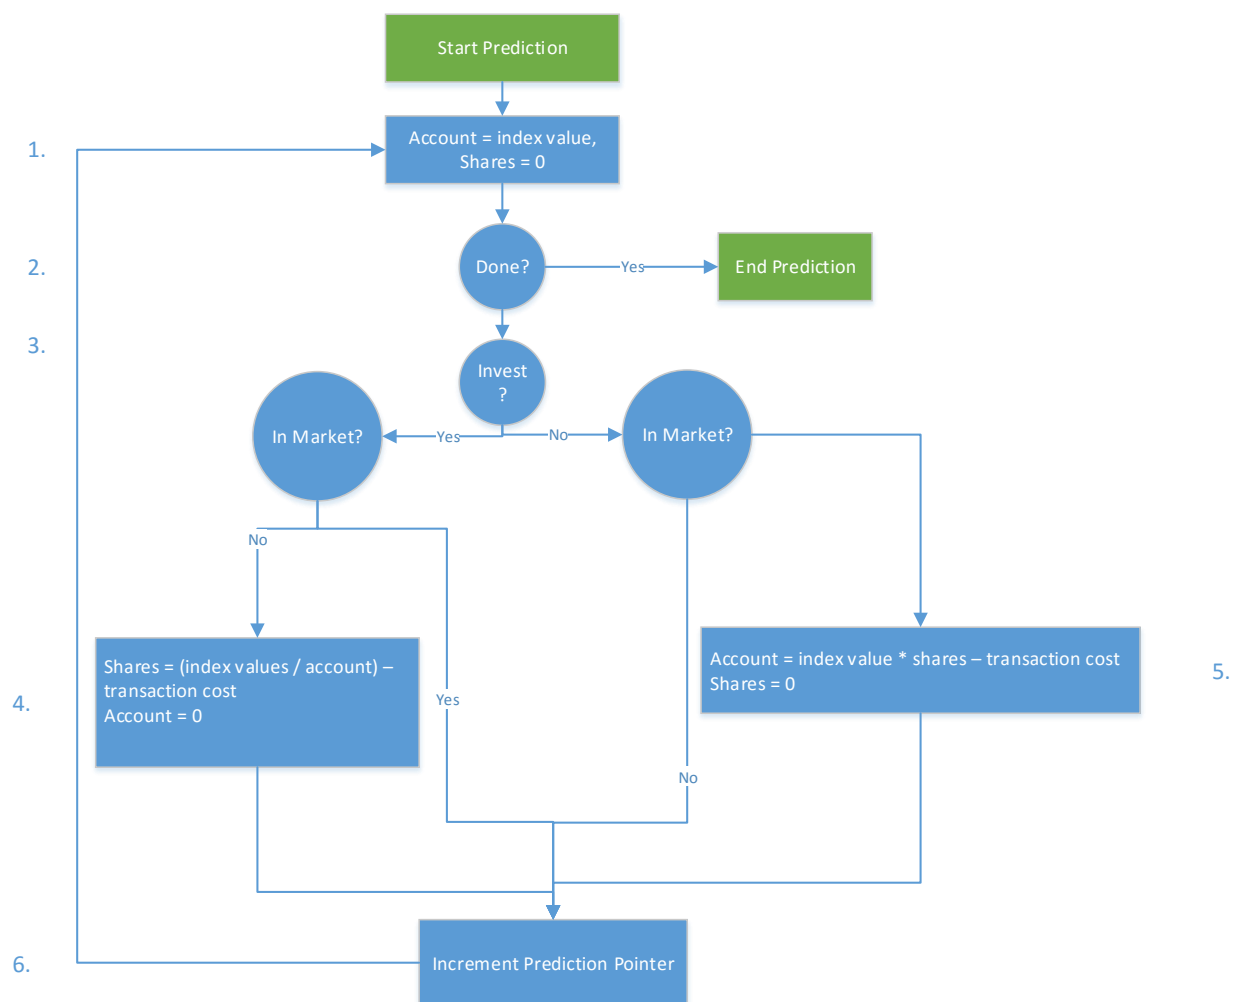 Start Prediction
1.
Account = index value,
Shares = 0
2.
Done?
Yes
End Prediction
3.
Invest
?
In Market?
Yes
No
In Market?
No
Shares = (index values / account) –
transaction cost
Account = 0
4.
Yes
Account = index value * shares – transaction cost
Shares = 0
5.
No
6.
Increment Prediction Pointer